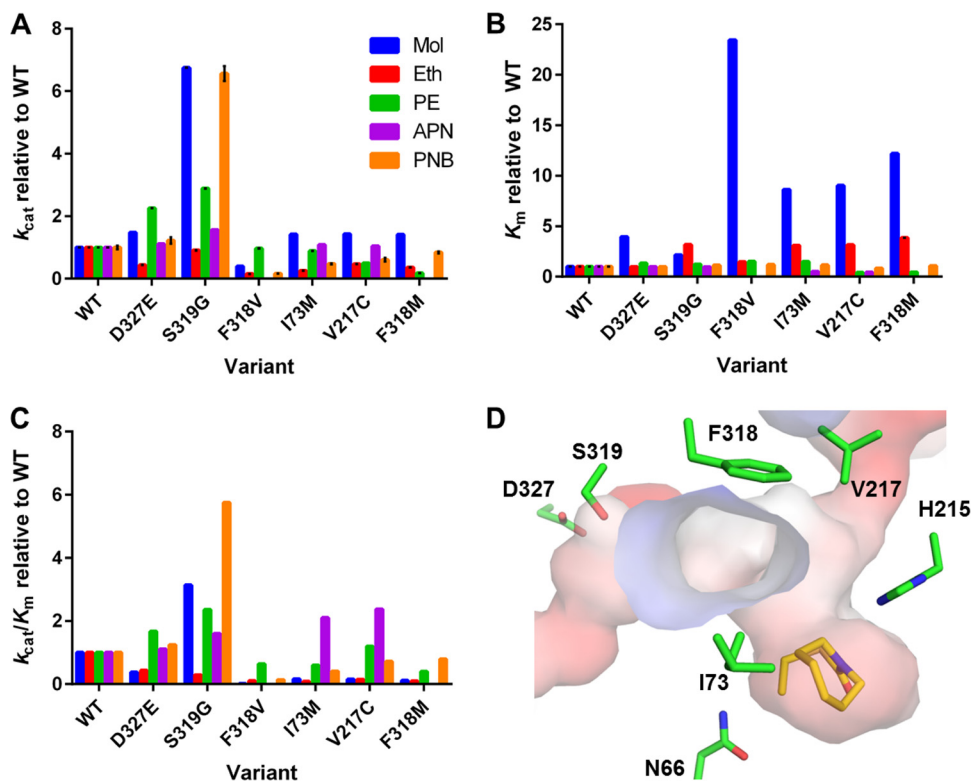 A
kcat relative to WT
8
6
4
2
0
Mol
Eth
PE
APN
PNB
WT
D327E
S319G
F318V
I73M
V217C
F318M
Variant
B
Km relative to WT
25
20
15
10
5
0
WT
D327E
S319G
F318V
I73M
V217C
F318M
Variant
C
kcat/Km relative to WT
8
6
4
2
0
WT
D327E
S319G
F318V
I73M
V217C
F318M
Variant
D
F318
S319
D327
V217
H215
I73
N66